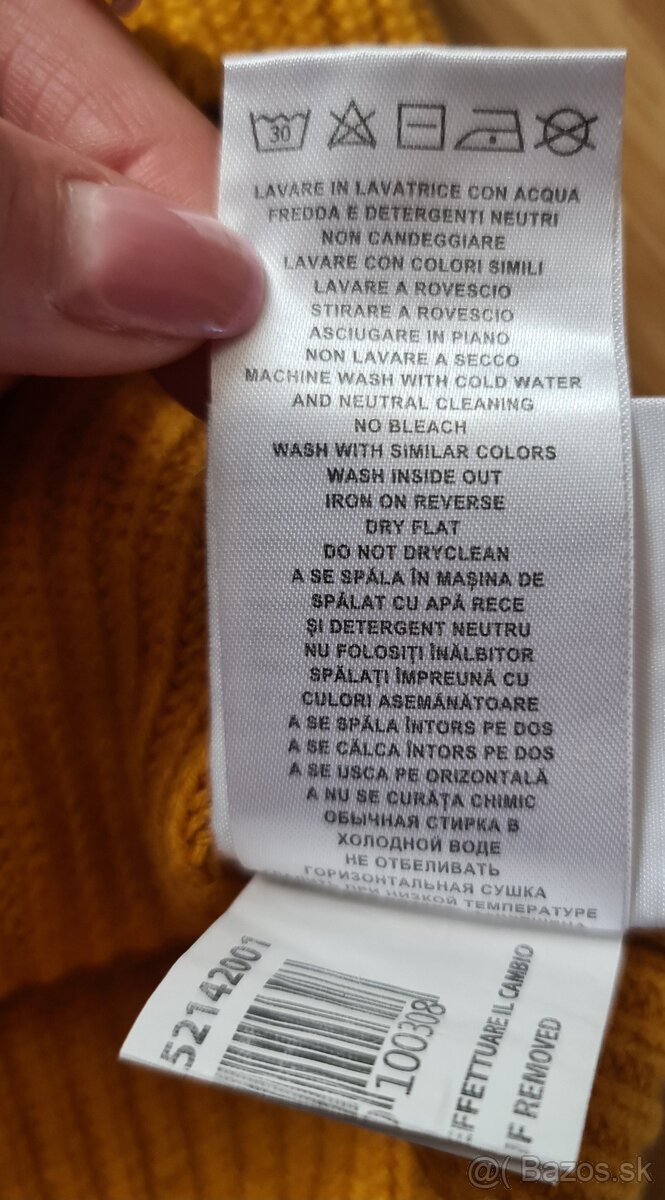 30
LAVARE IN LAVATRICE CON ACQUA
FREDDA E DETERGENTI NEUTRI
NON CANDEGGIARE
LAVARE CON COLORI SIMILI
LAVARE A ROVESCIO
STIRARE A ROVESCIO
ASCIUGARE IN PIANO
NON LAVARE A SECCO
MACHINE WASH WITH COLD WATER
AND NEUTRAL CLEANING
NO BLEACH
WASH WITH SIMILAR COLORS
WASH INSIDE OUT
IRON ON REVERSE
DRY FLAT
DO NOT DRYCLEAN
A SE SPĂLA ÎN MAȘINA DE
SPĂLAT CU APĂ RECE
ȘI DETERGENT NEUTRU
NU FOLOSIȚI ÎNĂLBITOR
SPĂLAȚI ÎMPREUNĂ CU
CULORI ASEMĂNĂTOARE
A SE SPĂLA ÎNTORS PE DOS
A SE CĂLCA ÎNTORS PE DOS
A SE USCA PE ORIZONTALĂ
A NU SE CURĂȚA CHIMIC
ОБЫЧНАЯ СТИРКА В
ХОЛОДНОЙ ВОДЕ
НЕ ОТБЕЛИВАТЬ
ГОРИЗОНТАЛЬНАЯ СУШКА
ПРИ НИЗКОЙ ТЕМПЕРАТУРЕ
52142001
100308
EFFETTUARE IL CAMBIO
IF REMOVED
@( Bazos.sk